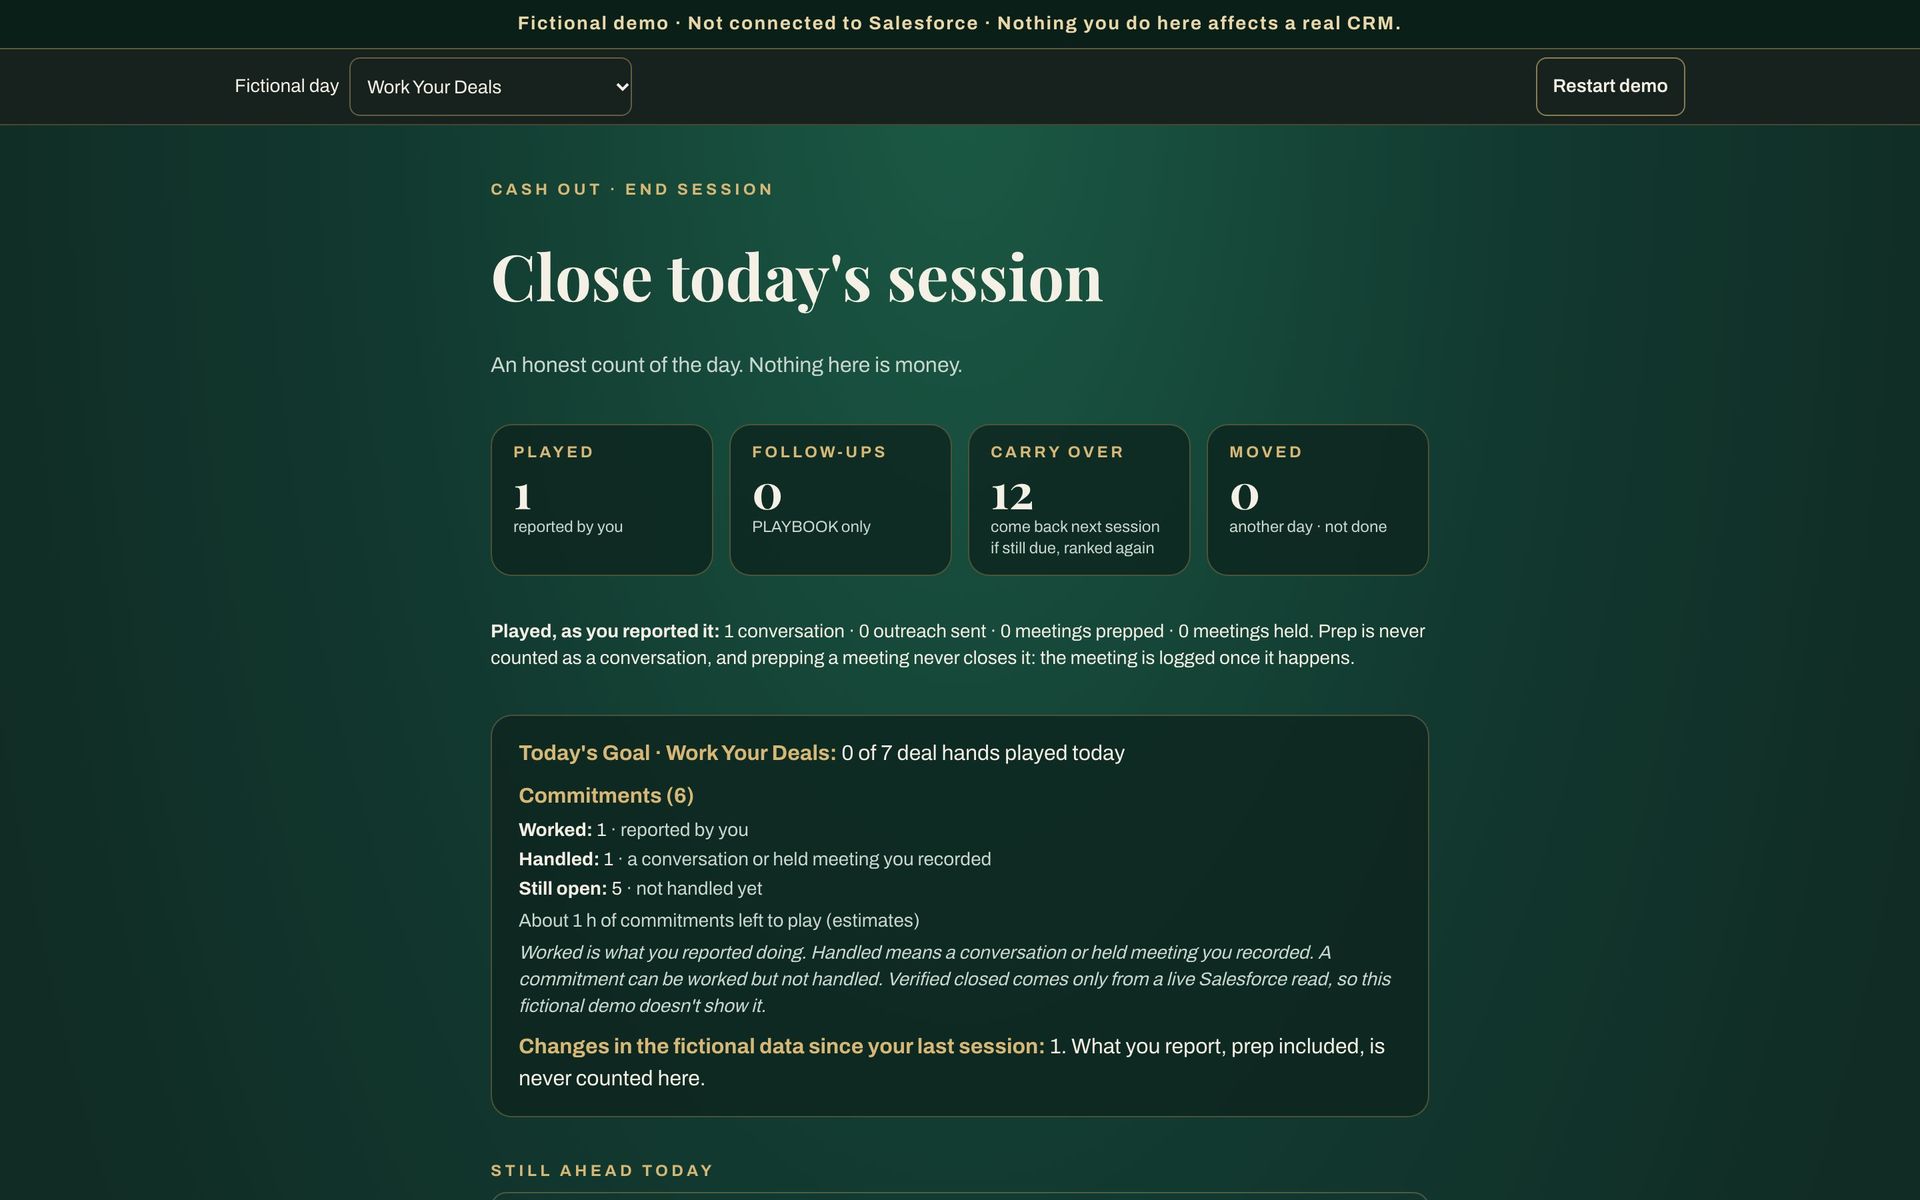 Fictional demo · Not connected to Salesforce · Nothing you do here affects a real CRM.
Fictional day
Work Your Deals
Restart demo
CASH OUT · END SESSION
Close today's session
An honest count of the day. Nothing here is money.
PLAYED
1
reported by you
FOLLOW-UPS
0
PLAYBOOK only
CARRY OVER
12
come back next session
if still due, ranked again
MOVED
0
another day · not done
Played, as you reported it: 1 conversation · 0 outreach sent · 0 meetings prepped · 0 meetings held. Prep is never
counted as a conversation, and prepping a meeting never closes it: the meeting is logged once it happens.
Today's Goal · Work Your Deals: 0 of 7 deal hands played today
Commitments (6)
Worked: 1 · reported by you
Handled: 1 · a conversation or held meeting you recorded
Still open: 5 · not handled yet
About 1 h of commitments left to play (estimates)
Worked is what you reported doing. Handled means a conversation or held meeting you recorded. A
commitment can be worked but not handled. Verified closed comes only from a live Salesforce read, so this
fictional demo doesn't show it.
Changes in the fictional data since your last session: 1. What you report, prep included, is
never counted here.
STILL AHEAD TODAY